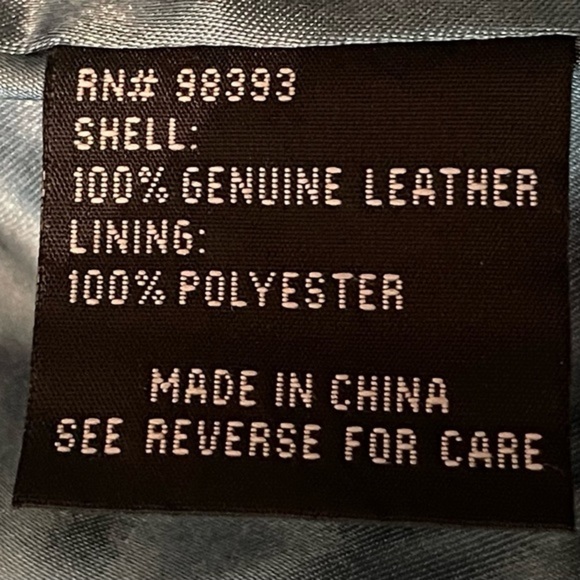 RN# 98393
SHELL:
100% GENUINE LEATHER
LINING:
100% POLYESTER
MADE IN CHINA
SEE REVERSE FOR CARE